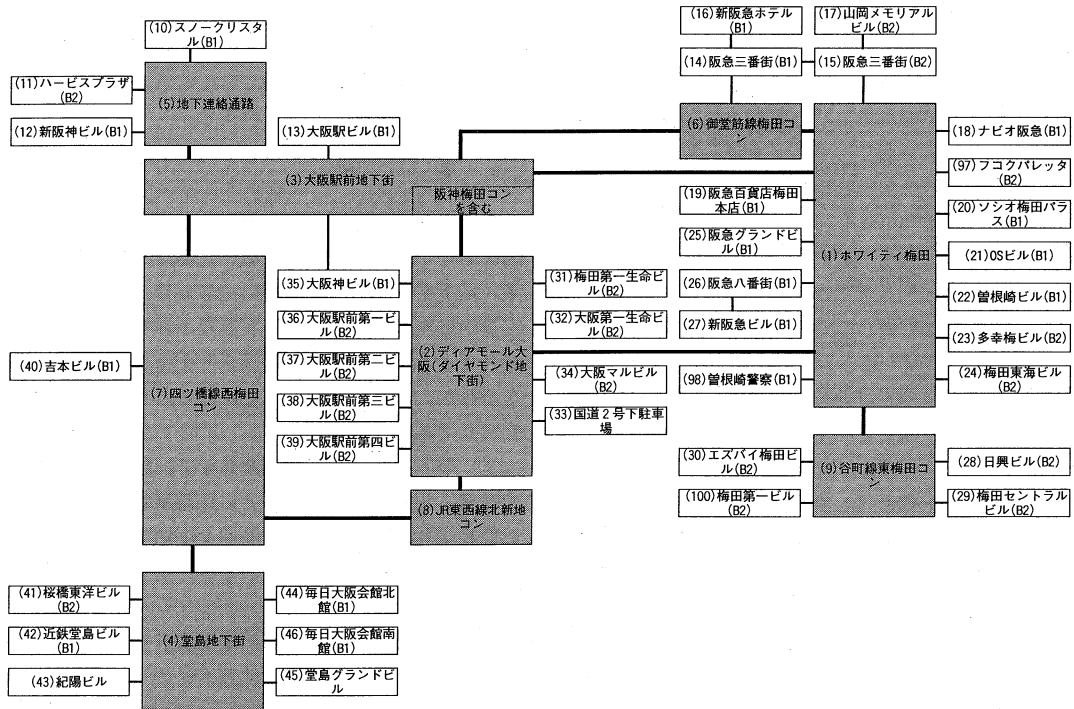 (10)スノークリスタ
ル(B1)
(11)ハービスプラザ
(B2)
(5)地下連絡通路
(12)新阪神ビル(B1)
(13)大阪駅ビル(B1)
(3)大阪駅前地下街
阪神梅田コン
を含む
(16)新阪急ホテル
(B1)
(17)山岡メモリアル
ビル(B2)
(14)阪急三番街(B1)
(15)阪急三番街(B2)
(6)御堂筋線梅田コ
ン
(18)ナビオ阪急(B1)
(97)フコクパレッタ
(B2)
(19)阪急百貨店梅田
本店(B1)
(20)ソシオ梅田パラ
ス(B1)
(25)阪急グランドビ
ル(B1)
(1)ホワイティ梅田
(21)OSビル(B1)
(26)阪急八番街(B1)
(22)曽根崎ビル(B1)
(27)新阪急ビル(B1)
(23)多幸梅ビル(B2)
(98)曽根崎警察(B1)
(24)梅田東海ビル
(B2)
(35)大阪神ビル(B1)
(31)梅田第一生命ビ
ル(B2)
(36)大阪駅前第一ビ
ル(B2)
(32)大阪第一生命ビ
ル(B2)
(2)ディアモール大
阪(ダイヤモンド地
下街)
(37)大阪駅前第二ビ
ル(B2)
(34)大阪マルビル
(B2)
(38)大阪駅前第三ビ
ル(B2)
(33)国道2号下駐車
場
(39)大阪駅前第四ビ
ル(B2)
(40)吉本ビル(B1)
(7)四ツ橋線西梅田
コン
(8)JR東西線北新地
コン
(30)エズパイ梅田ビ
ル(B2)
(9)谷町線東梅田コ
ン
(28)日興ビル(B2)
(100)梅田第一ビル
(B2)
(29)梅田セントラル
ビル(B2)
(41)桜橋東洋ビル
(B2)
(44)毎日大阪会館北
館(B1)
(42)近鉄堂島ビル
(B1)
(4)堂島地下街
(46)毎日大阪会館南
館(B1)
(43)紀陽ビル
(45)堂島グランドビ
ル